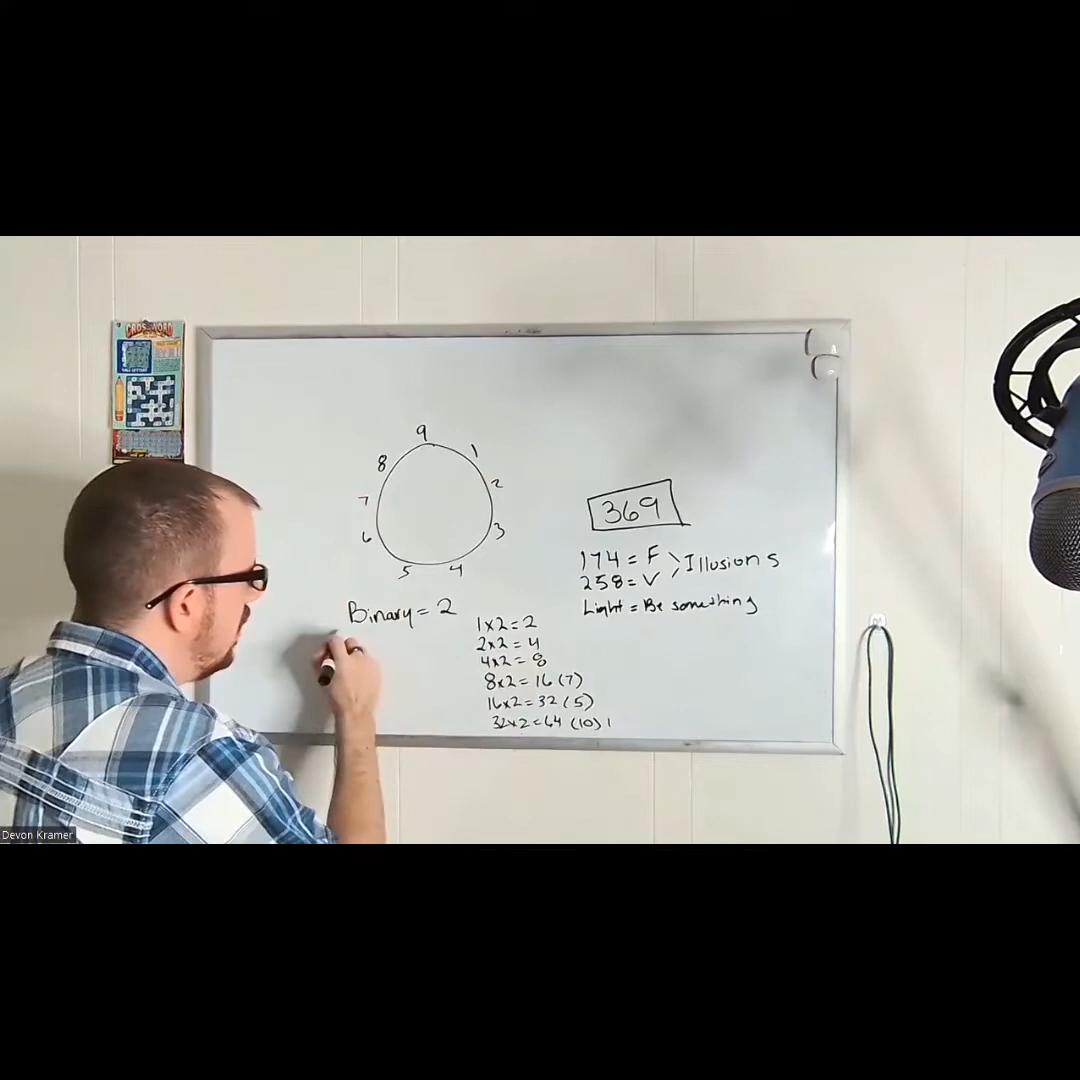 CROSSWORD
9
8
1
7
2
6
3
5
4
369
174 = F > Illusions
258 = V
Light = Be something
Binary = 2
1x2=2
2x2=4
4x2=8
8x2=16 (7)
16x2=32 (5)
32x2=64 (10) 1
Devon Kramer